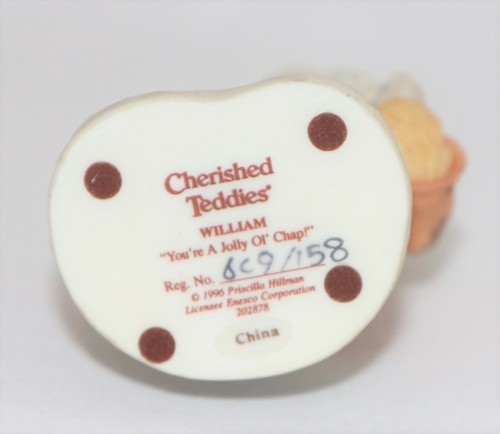 Cherished
Teddies®
WILLIAM
"You're A Jolly Ol' Chap!"
Reg. No. 6C9/158
© 1996 Priscilla Hillman
Licensee Enesco Corporation
202878
China